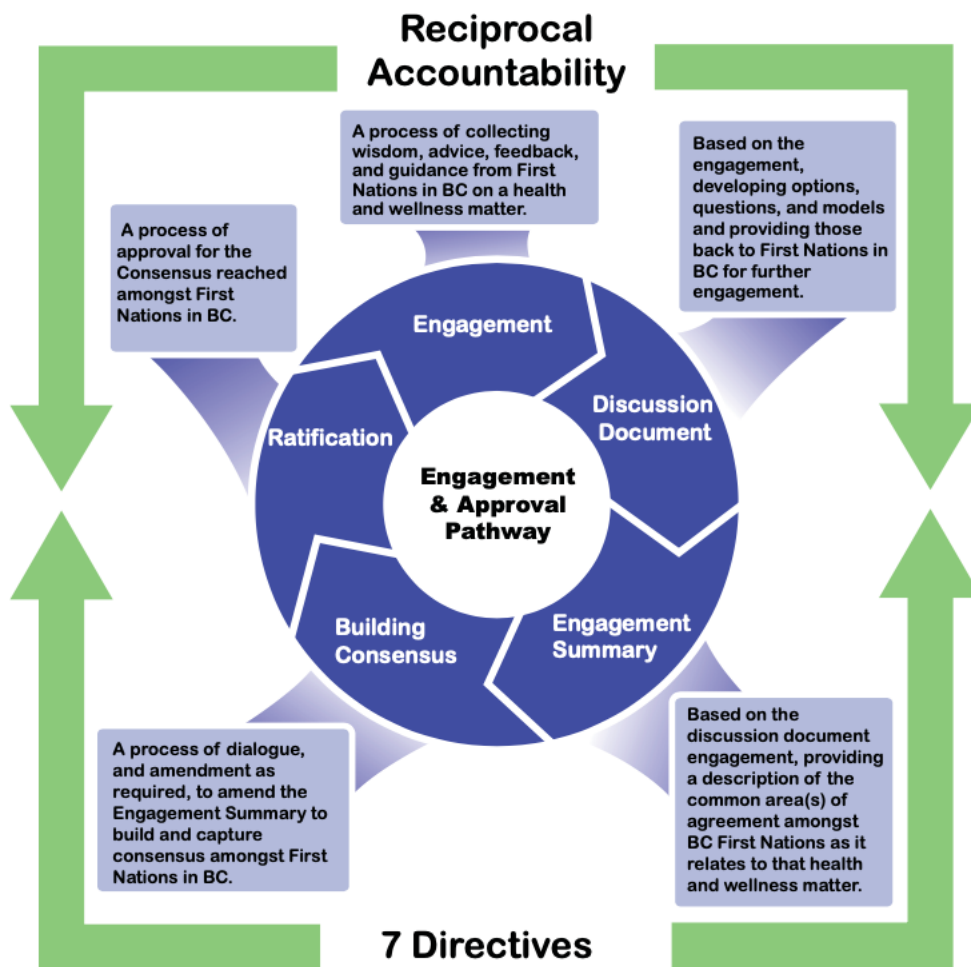 Reciprocal
Accountability
A process of collecting
wisdom, advice, feedback,
and guidance from First
Nations in BC on a health
and wellness matter.
Based on the
engagement,
developing options,
questions, and models
and providing those
back to First Nations in
BC for further
engagement.
A process of
approval for the
Consensus reached
amongst First
Nations in BC.
Engagement
Discussion
Document
Ratification
Engagement
& Approval
Pathway
Building
Consensus
Engagement
Summary
A process of dialogue,
and amendment as
required, to amend the
Engagement Summary to
build and capture
consensus amongst First
Nations in BC.
Based on the
discussion document
engagement, providing
a description of the
common area(s) of
agreement amongst
BC First Nations as it
relates to that health
and wellness matter.
7 Directives